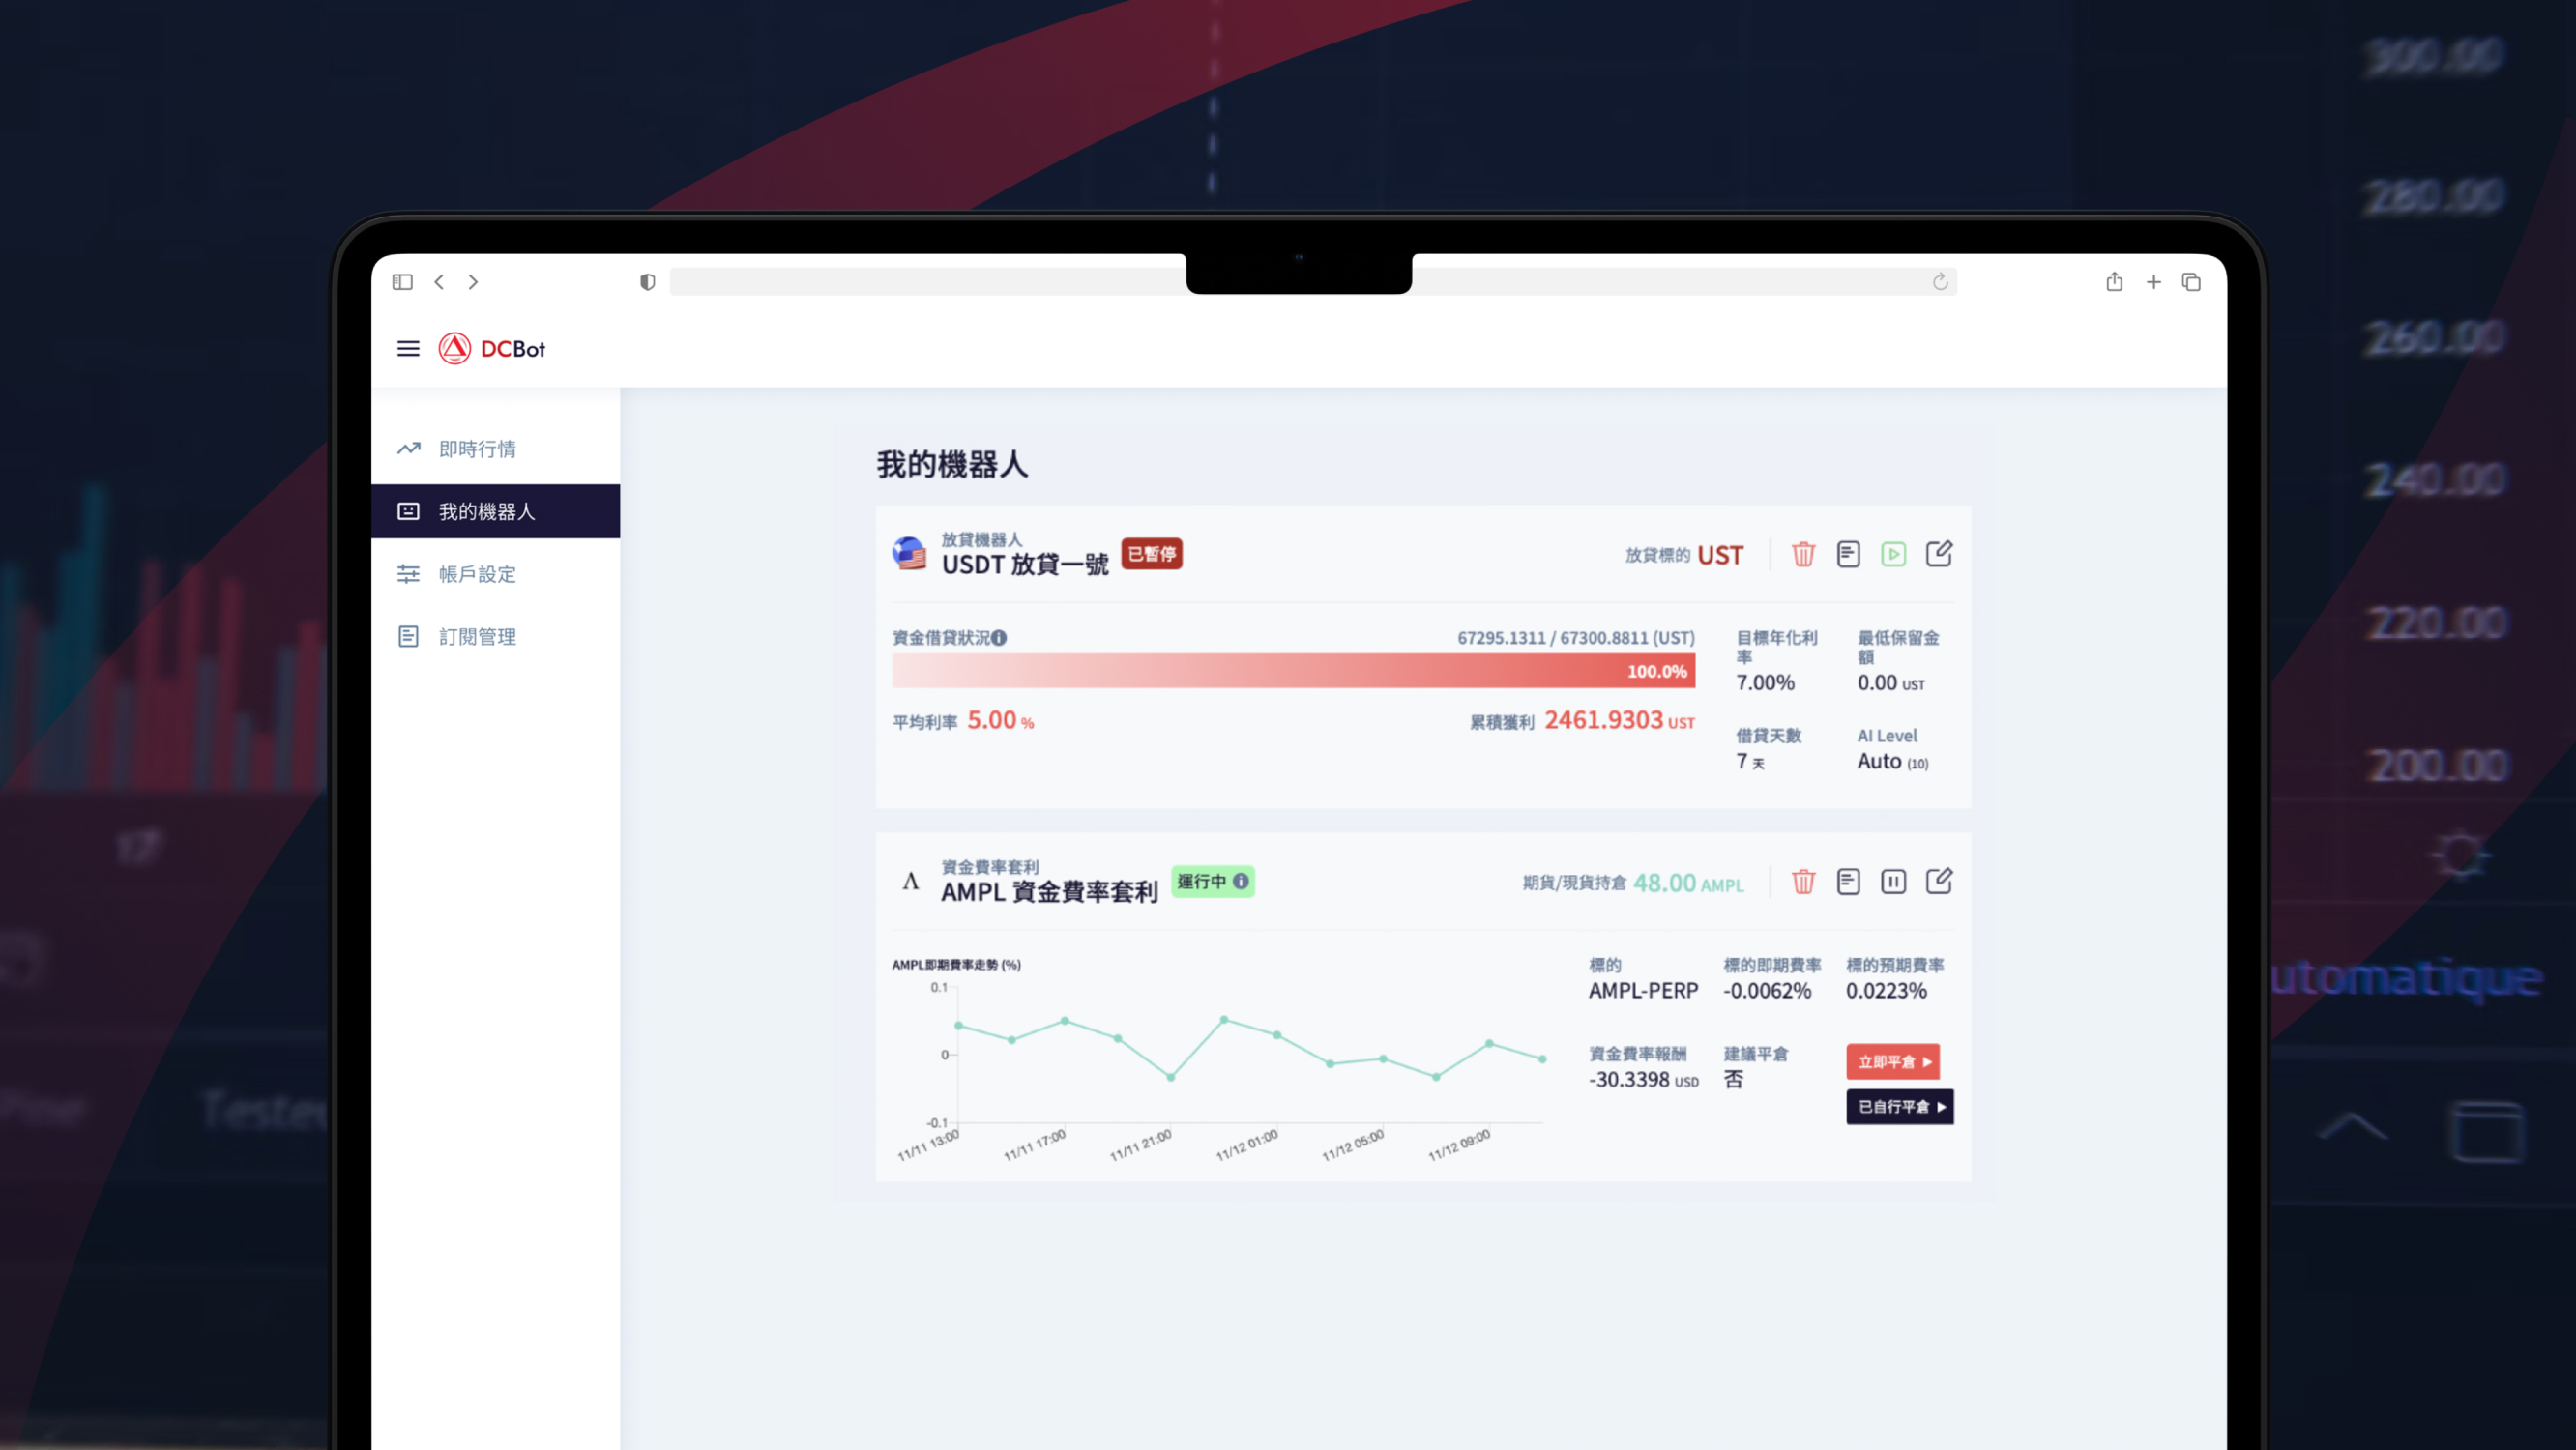 300.00
280.00
260.00
240.00
220.00
200.00
17
utomatique
Tested
DCBot
即時行情
我的機器人
帳戶設定
訂閱管理
我的機器人
放貸機器人
USDT 放貸一號 已暫停
放貸標的 UST
資金借貸狀況
67295.1311 / 67300.8811 (UST)
100.0%
平均利率 5.00 %
累積獲利 2461.9303 UST
目標年化利
率
7.00%
最低保留金
額
0.00 UST
借貸天數
7 天
AI Level
Auto (10)
資金費率套利
AMPL 資金費率套利 運行中
期貨/現貨持倉 48.00 AMPL
AMPL即期費率走勢 (%)
0.1
0
-0.1
11/11 13:00
11/11 17:00
11/11 21:00
11/12 01:00
11/12 05:00
11/12 09:00
標的
AMPL-PERP
標的即期費率
-0.0062%
標的預期費率
0.0223%
資金費率報酬
-30.3398 USD
建議平倉
否
立即平倉
已自行平倉